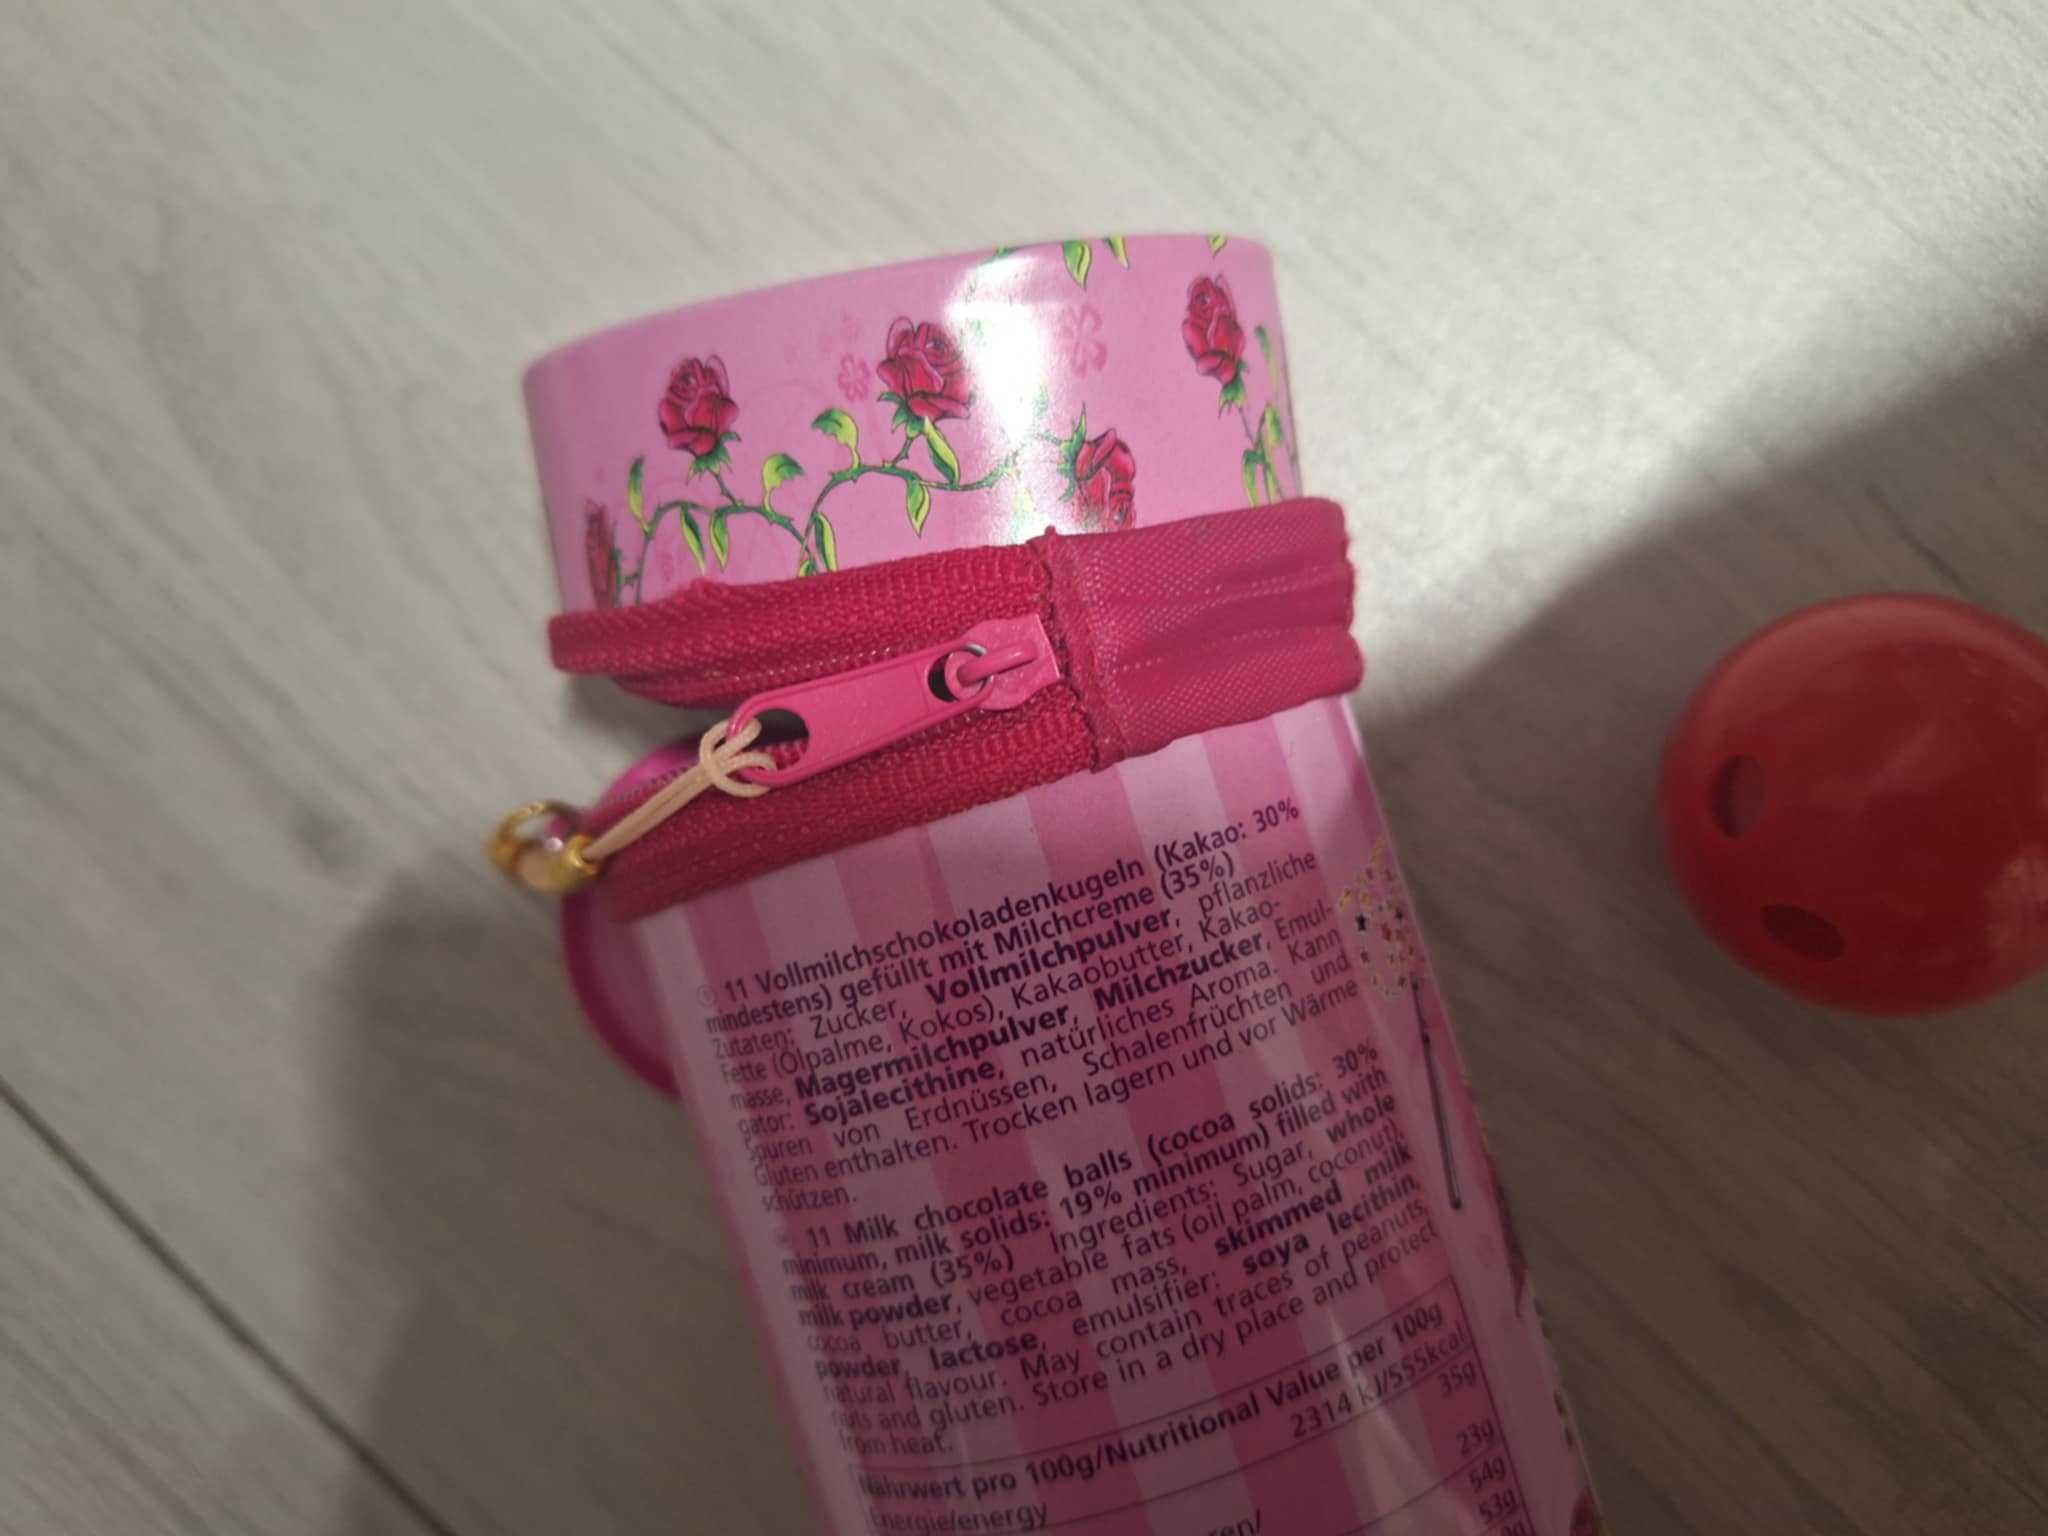 11 Vollmilchschokoladenkugeln (Kakao: 30%
mindestens) gefüllt mit Milchcreme (35%)
Zutaten: Zucker, Vollmilchpulver, pflanzliche
Fette (Ölpalme, Kokos), Kakaobutter, Kakao-
masse, Magermilchpulver, Milchzucker, Emul-
gator: Sojalecithine, natürliches Aroma. Kann
Spuren von Erdnüssen, Schalenfrüchten und
Gluten enthalten. Trocken lagern und vor Wärme
schützen.
11 Milk chocolate balls (cocoa solids: 30%
minimum, milk solids: 19% minimum) filled with
milk cream (35%) Ingredients: Sugar, whole
milk powder, vegetable fats (oil palm, coconut),
cocoa butter, cocoa mass, skimmed milk
powder, lactose, emulsifier: soya lecithin,
natural flavour. May contain traces of peanuts,
nuts and gluten. Store in a dry place and protect
from heat.
Nährwert pro 100g/Nutritional Value per 100g
Energie/energy 2314 kJ/555kcal
35g
23g
54g
53g